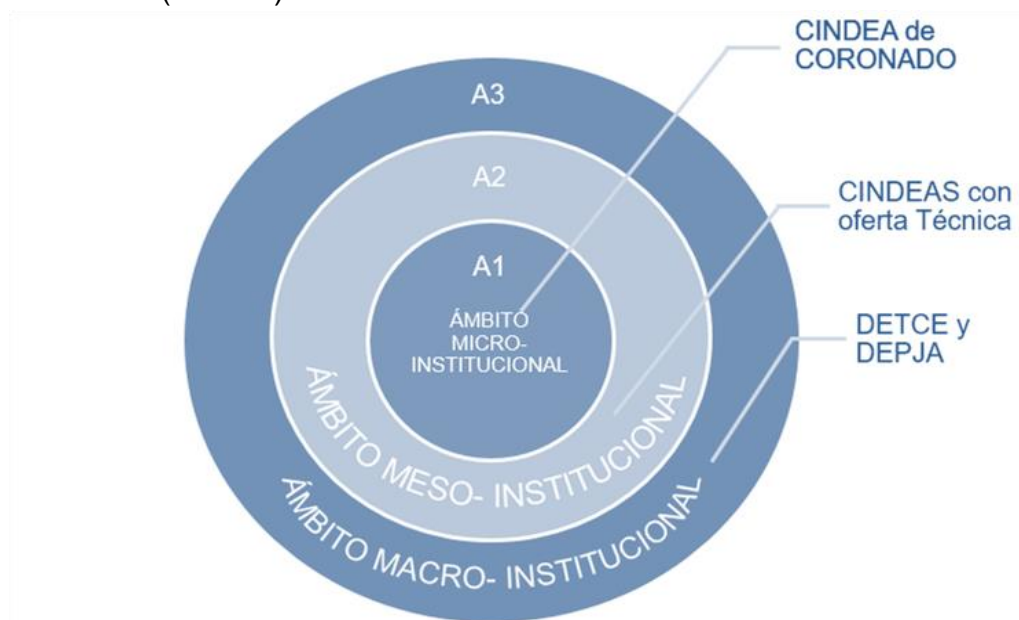 CINDEA de
CORONADO
A3
A2
CINDEAS con
oferta Técnica
A1
ÁMBITO
MICRO-
INSTITUCIONAL
DETCE y
DEPJA
ÁMBITO MESO- INSTITUCIONAL
ÁMBITO MACRO- INSTITUCIONAL